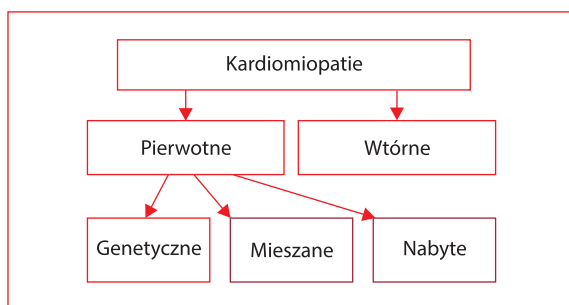 Kardiomiopatie
Pierwotne
Wtórne
Genetyczne
Mieszane
Nabyte